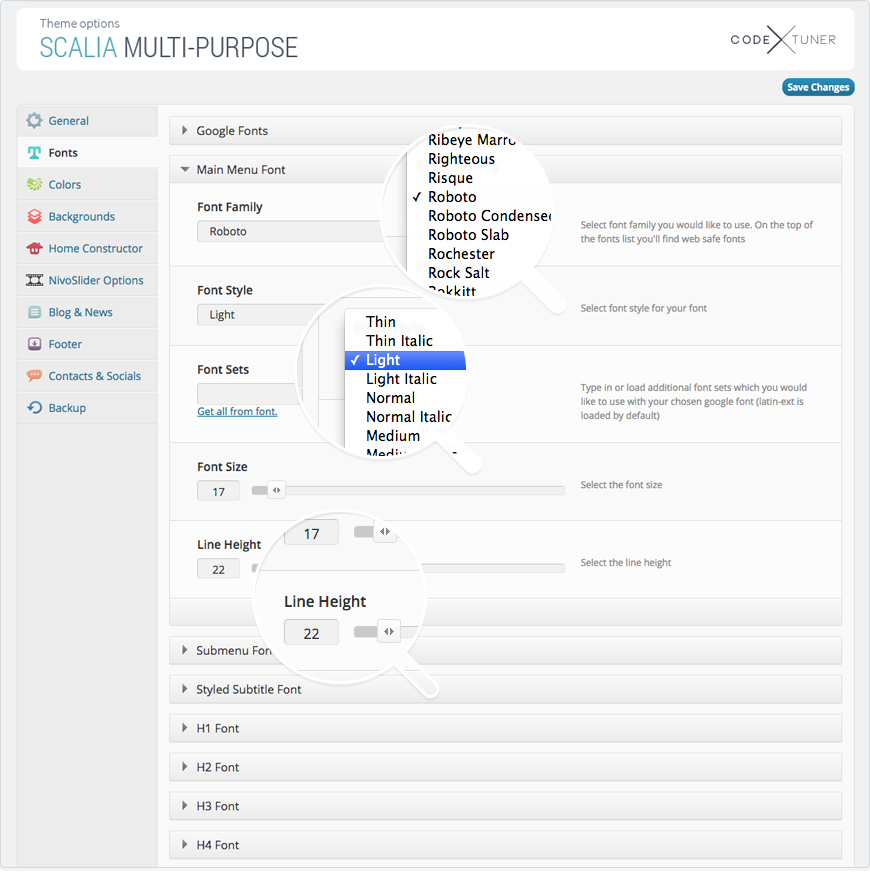 Theme options
SCALIA MULTI-PURPOSE
CODE TUNER
Save Changes
General
Fonts
Colors
Backgrounds
Home Constructor
NivoSlider Options
Blog & News
Footer
Contacts & Socials
Backup
Google Fonts
Main Menu Font
Font Family
Roboto
Select font family you would like to use. On the top of
the fonts list you'll find web safe fonts
Ribeye Marro
Righteous
Risque
✓ Roboto
Roboto Condensed
Roboto Slab
Rochester
Rock Salt
Rokkitt
Font Style
Light
Select font style for your font
Thin
Thin Italic
✓ Light
Light Italic
Normal
Normal Italic
Medium
Font Sets
Get all from font.
Type in or load additional font sets which you would
like to use with your chosen google font (latin-ext is
loaded by default)
Font Size
17
Select the font size
Line Height
22
Select the line height
17
Line Height
22
Submenu Fon
Styled Subtitle Font
H1 Font
H2 Font
H3 Font
H4 Font